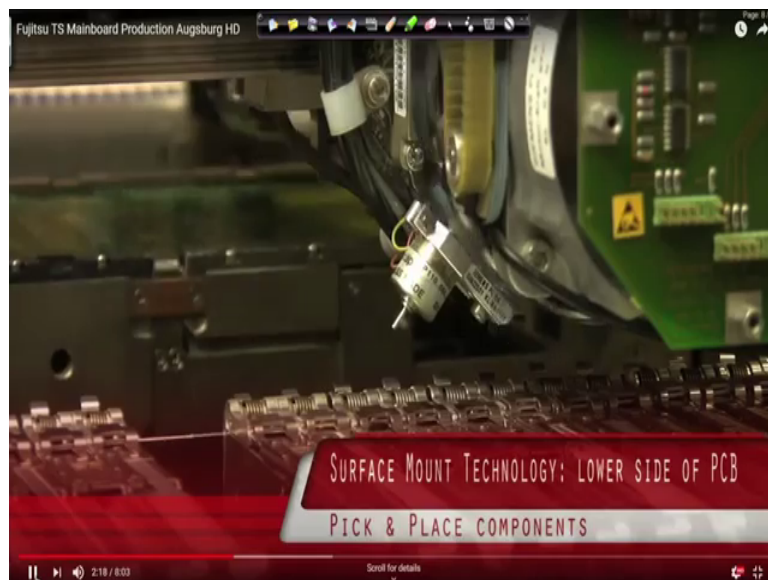 Page: 8 /
Fujitsu TS Mainboard Production Augsburg HD
SURFACE MOUNT TECHNOLOGY: LOWER SIDE OF PCB
PICK & PLACE COMPONENTS
2:18 / 8:03
Scroll for details